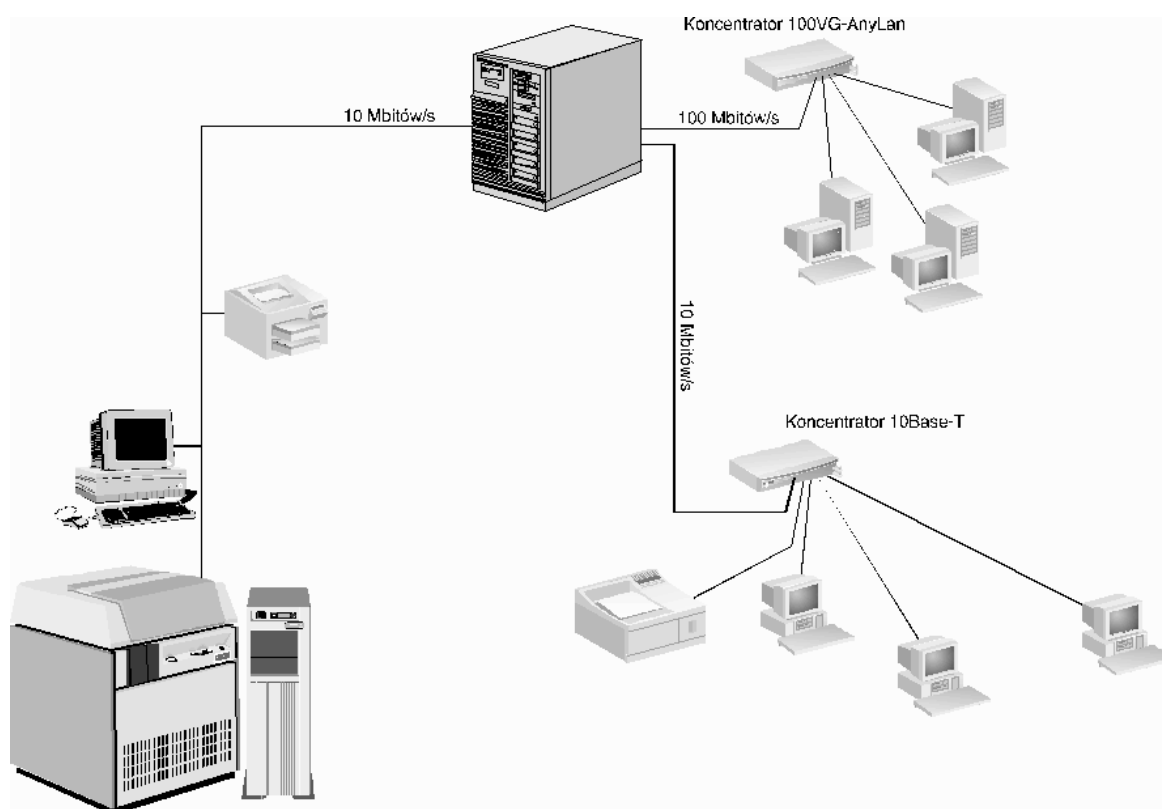 Koncentrator 100VG-AnyLan
10 Mbitów/s
100 Mbitów/s
10 Mbitów/s
Koncentrator 10Base-T